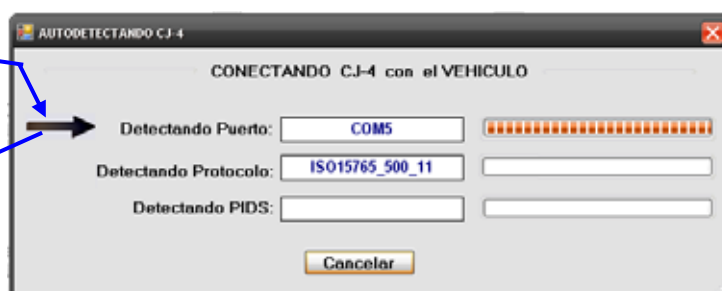 AUTODETECTANDO CJ-4
CONECTANDO CJ-4 con el VEHICULO
Detectando Puerto: COM5
Detectando Protocolo: ISO15765_500_11
Detectando PIDS:
Cancelar